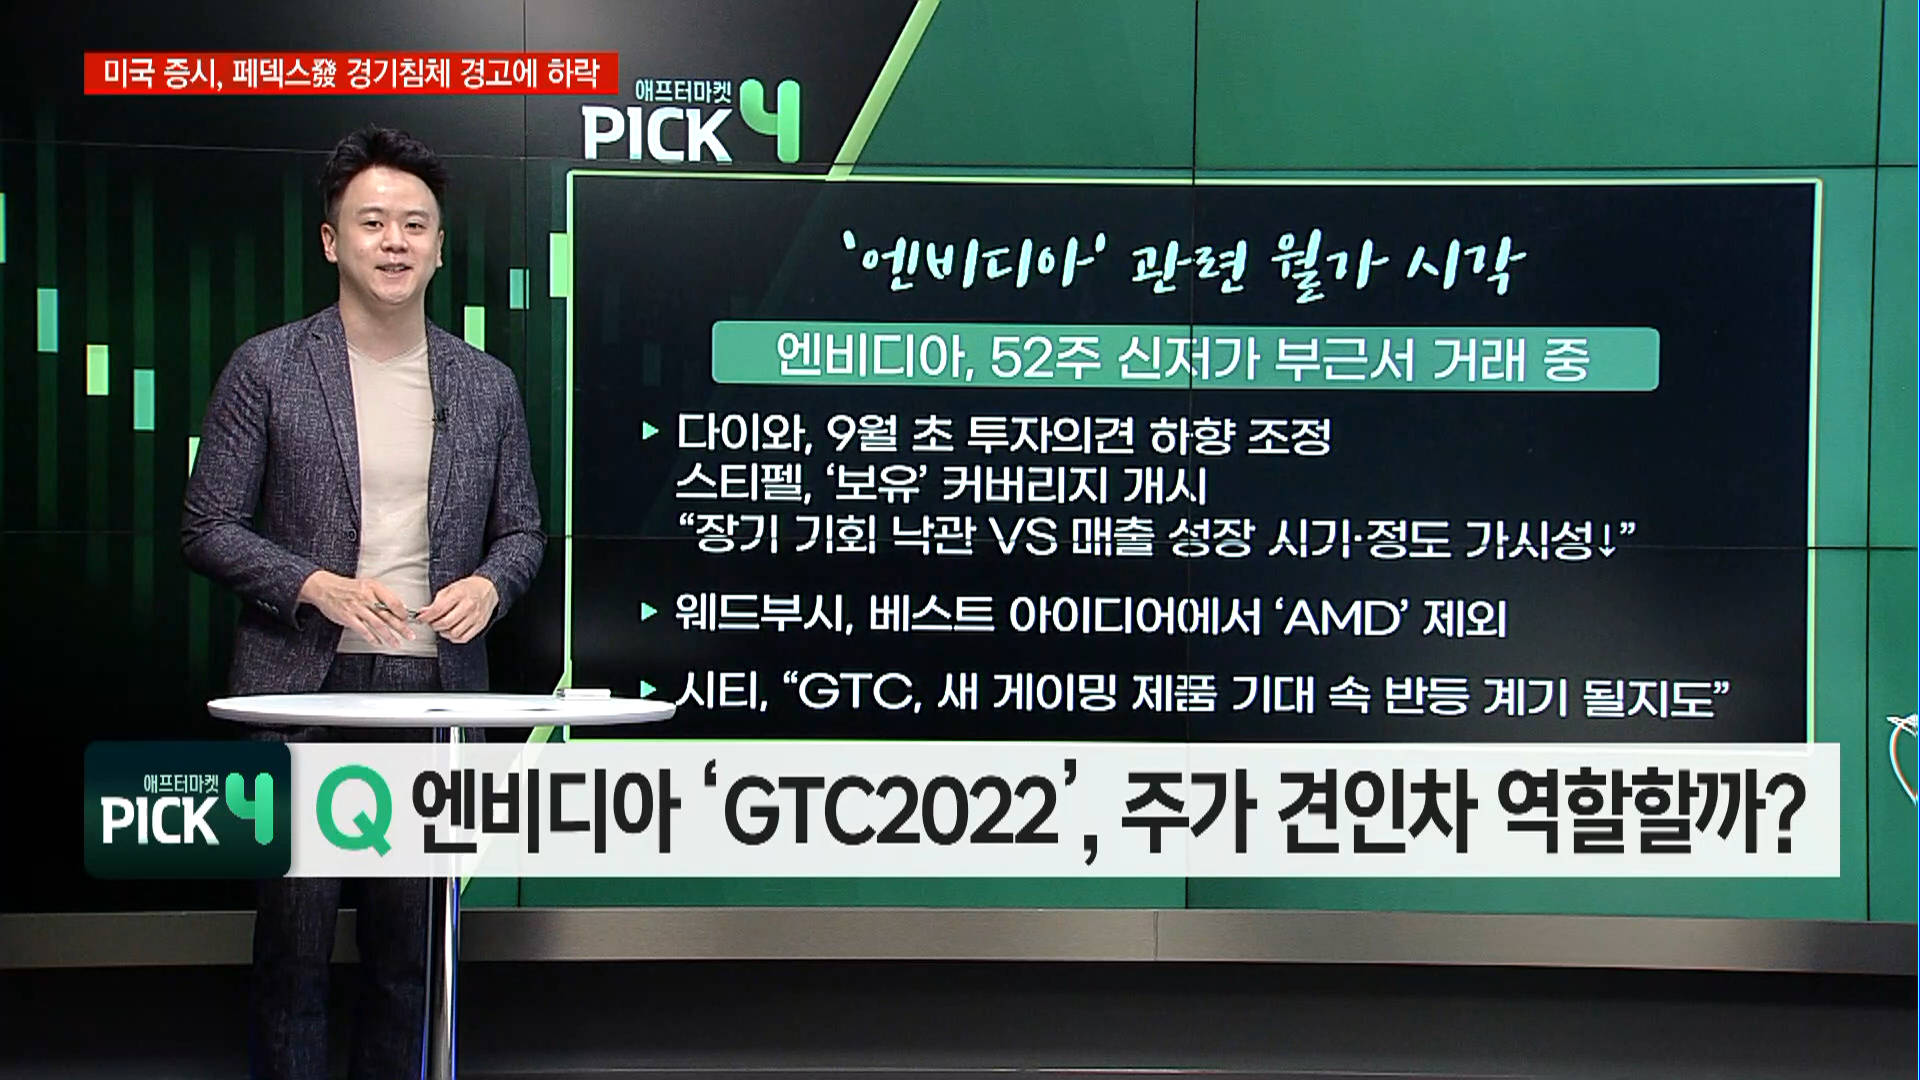 미국 증시, 페덱스發 경기침체 경고에 하락
애프터마켓
PICK 4
'엔비디아' 관련 월가 시각
엔비디아, 52주 신저가 부근서 거래 중
▶ 다이와, 9월 초 투자의견 하향 조정
스티펠, '보유' 커버리지 개시
“장기 기회 낙관 VS 매출 성장 시기·정도 가시성↓”
▶ 웨드부시, 베스트 아이디어에서 'AMD' 제외
▶ 시티, “GTC, 새 게이밍 제품 기대 속 반등 계기 될지도”
애프터마켓
PICK 4
Q 엔비디아 ‘GTC2022’, 주가 견인차 역할할까?